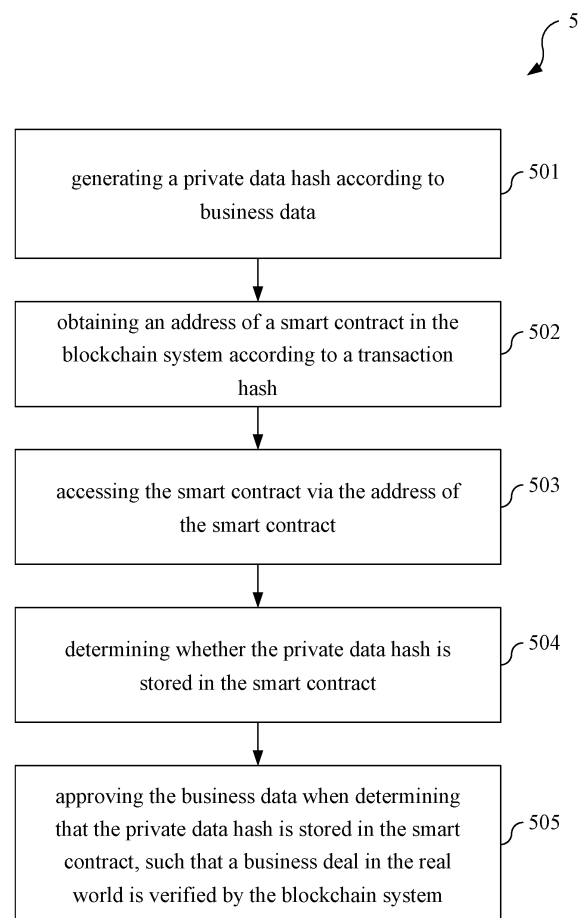 5
generating a private data hash according to
business data
501
obtaining an address of a smart contract in the
blockchain system according to a transaction
hash
502
accessing the smart contract via the address of
the smart contract
503
determining whether the private data hash is
stored in the smart contract
504
approving the business data when determining
that the private data hash is stored in the smart
contract, such that a business deal in the real
world is verified by the blockchain system
505